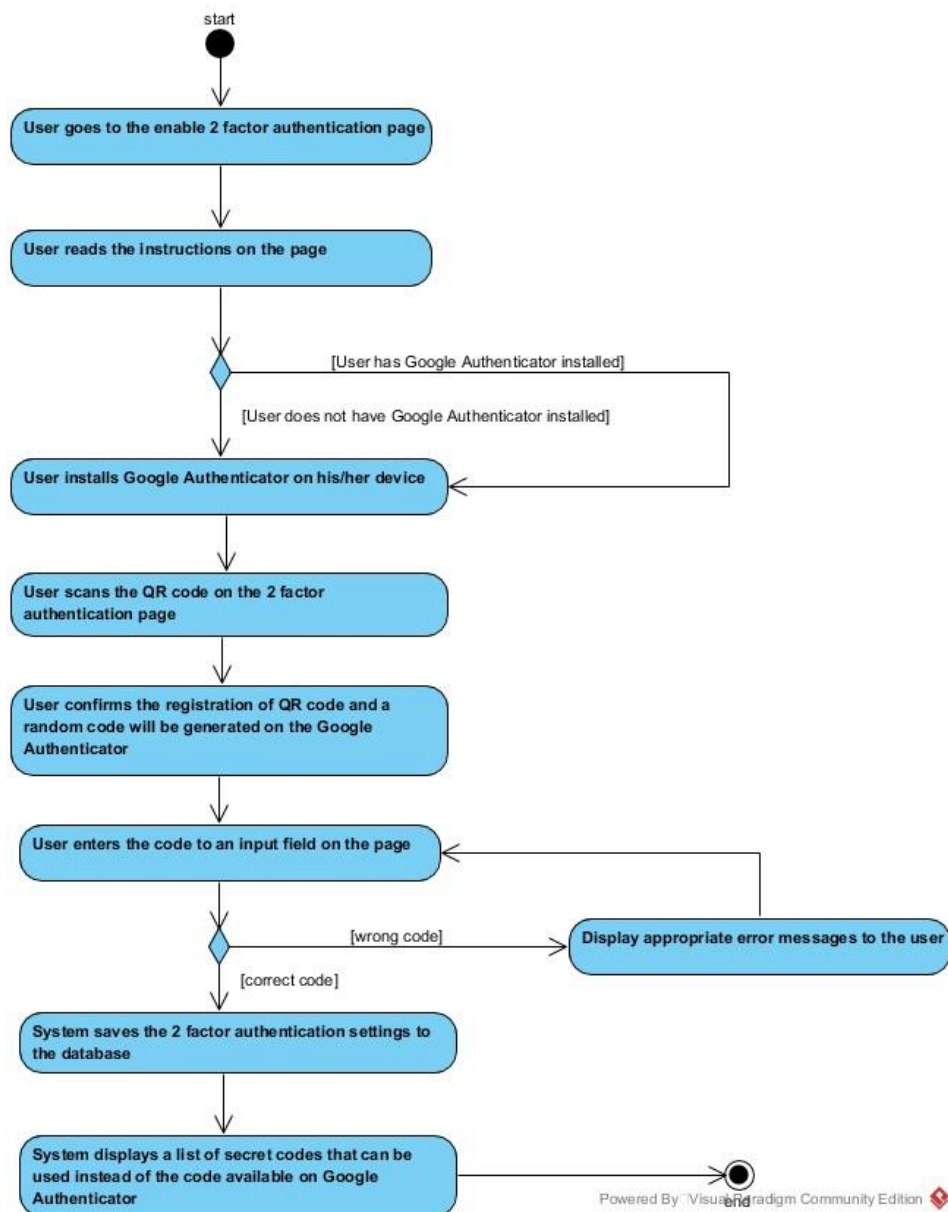 start
User goes to the enable 2 factor authentication page
User reads the instructions on the page
[User has Google Authenticator installed]
[User does not have Google Authenticator installed]
User installs Google Authenticator on his/her device
User scans the QR code on the 2 factor
authentication page
User confirms the registration of QR code and a
random code will be generated on the Google
Authenticator
User enters the code to an input field on the page
[wrong code]
Display appropriate error messages to the user
[correct code]
System saves the 2 factor authentication settings to
the database
System displays a list of secret codes that can be
used instead of the code available on Google
Authenticator
end
Powered By Visual Paradigm Community Edition